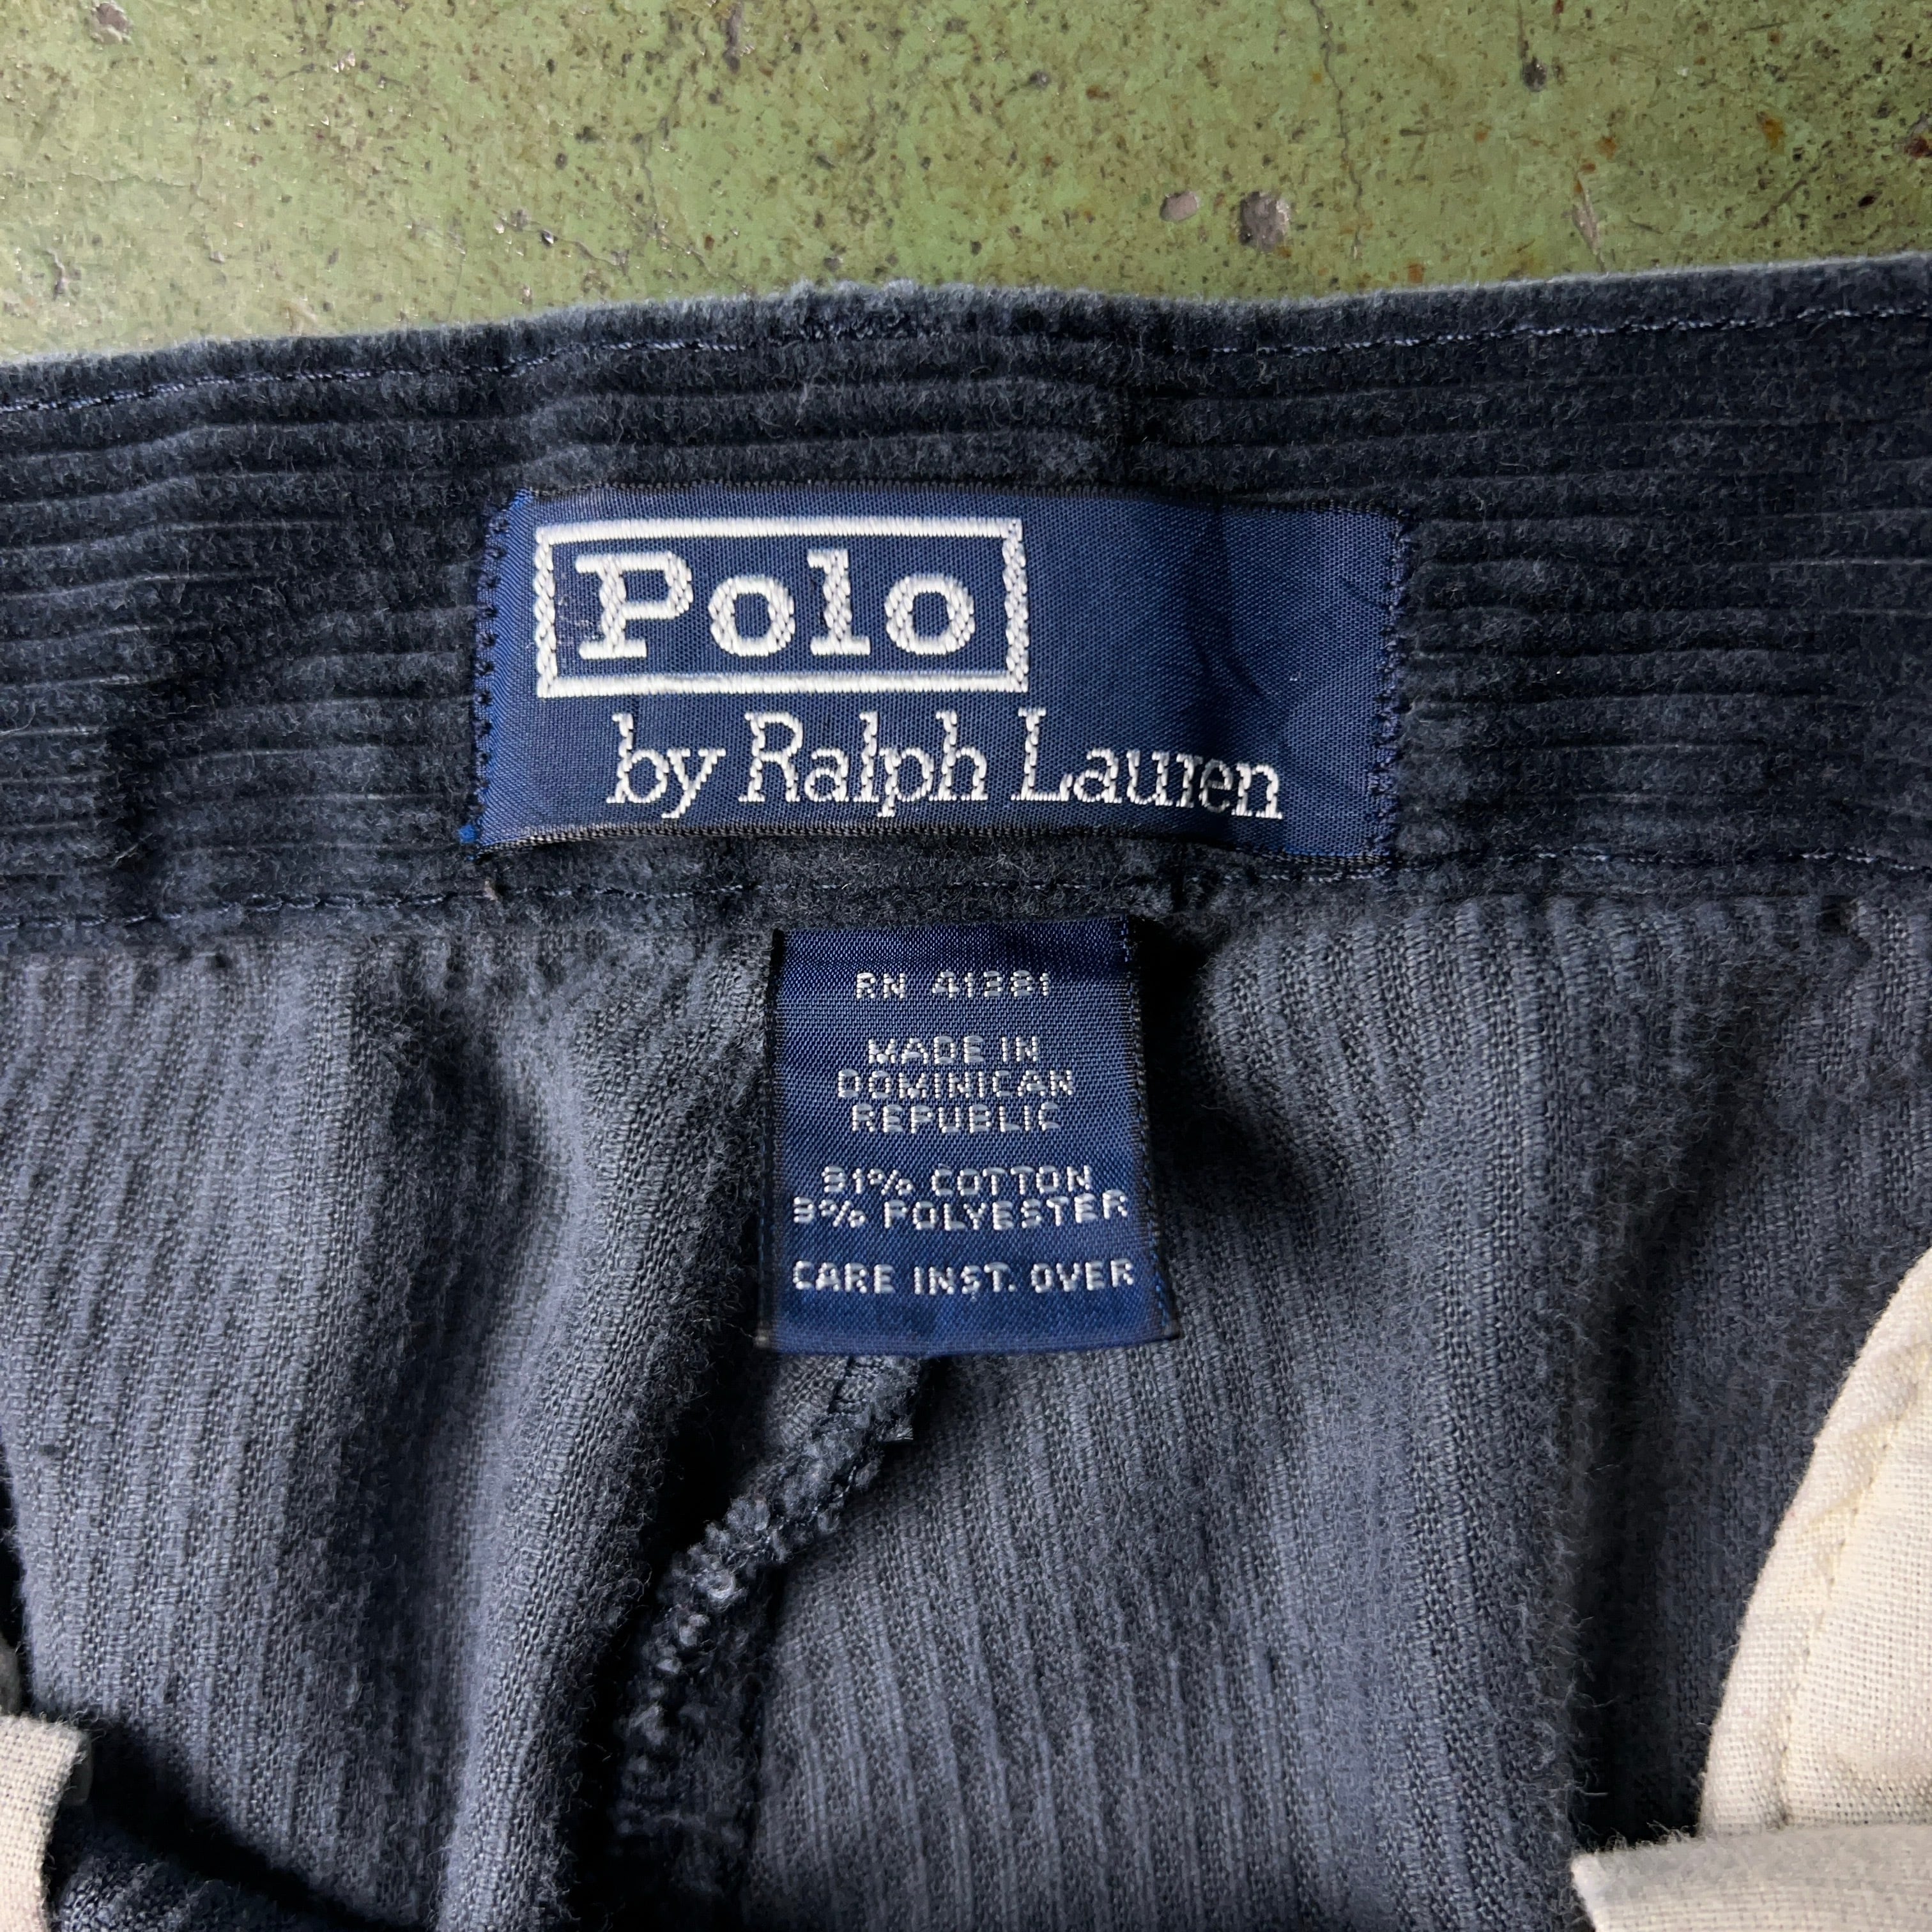 Polo
by Ralph Lauren
RN 41381
MADE IN
DOMINICAN
REPUBLIC
91% COTTON
9% POLYESTER
CARE INST. OVER